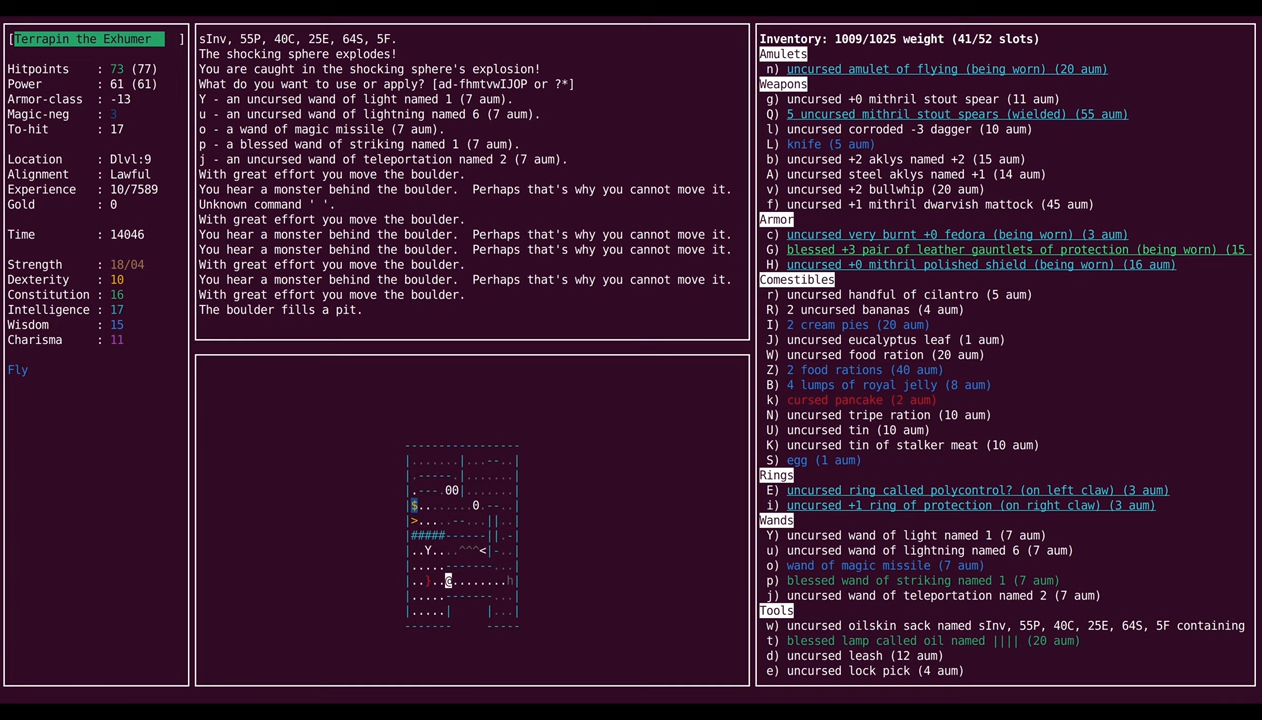 [Terrapin the Exhumer ]
Hitpoints : 73 (77)
Power : 61 (61)
Armor-class : -13
Magic-neg : 3
To-hit : 17
Location : Dlvl:9
Alignment : Lawful
Experience : 10/7589
Gold : 0
Time : 14046
Strength : 18/04
Dexterity : 10
Constitution : 16
Intelligence : 17
Wisdom : 15
Charisma : 11
Fly
sInv, 55P, 40C, 25E, 64S, 5F.
The shocking sphere explodes!
You are caught in the shocking sphere's explosion!
What do you want to use or apply? [ad-fhmtvwIJOP or ?*]
Y - an uncursed wand of light named 1 (7 aum).
u - an uncursed wand of lightning named 6 (7 aum).
o - a wand of magic missile (7 aum).
p - a blessed wand of striking named 1 (7 aum).
j - an uncursed wand of teleportation named 2 (7 aum).
With great effort you move the boulder.
You hear a monster behind the boulder.  Perhaps that's why you cannot move it.
Unknown command ' '.
With great effort you move the boulder.
You hear a monster behind the boulder.  Perhaps that's why you cannot move it.
You hear a monster behind the boulder.  Perhaps that's why you cannot move it.
With great effort you move the boulder.
You hear a monster behind the boulder.  Perhaps that's why you cannot move it.
With great effort you move the boulder.
The boulder fills a pit.
----------------
|......|...--..|
|.-----.|.......|
|.---.00|.......|
|$.......0.--..|
|>....--...||..|
|#####------||.-|
|..Y...^^^<|-..|
|.....-------...|
|..}..@........h|
|.....-------...|
|.....|    |...|
-------    -----
Inventory: 1009/1025 weight (41/52 slots)
Amulets
n) uncursed amulet of flying (being worn) (20 aum)
Weapons
g) uncursed +0 mithril stout spear (11 aum)
Q) 5 uncursed mithril stout spears (wielded) (55 aum)
l) uncursed corroded -3 dagger (10 aum)
L) knife (5 aum)
b) uncursed +2 aklys named +2 (15 aum)
A) uncursed steel aklys named +1 (14 aum)
v) uncursed +2 bullwhip (20 aum)
f) uncursed +1 mithril dwarvish mattock (45 aum)
Armor
c) uncursed very burnt +0 fedora (being worn) (3 aum)
G) blessed +3 pair of leather gauntlets of protection (being worn) (15
H) uncursed +0 mithril polished shield (being worn) (16 aum)
Comestibles
r) uncursed handful of cilantro (5 aum)
R) 2 uncursed bananas (4 aum)
I) 2 cream pies (20 aum)
J) uncursed eucalyptus leaf (1 aum)
W) uncursed food ration (20 aum)
Z) 2 food rations (40 aum)
B) 4 lumps of royal jelly (8 aum)
k) cursed pancake (2 aum)
N) uncursed tripe ration (10 aum)
U) uncursed tin (10 aum)
K) uncursed tin of stalker meat (10 aum)
S) egg (1 aum)
Rings
E) uncursed ring called polycontrol? (on left claw) (3 aum)
i) uncursed +1 ring of protection (on right claw) (3 aum)
Wands
Y) uncursed wand of light named 1 (7 aum)
u) uncursed wand of lightning named 6 (7 aum)
o) wand of magic missile (7 aum)
p) blessed wand of striking named 1 (7 aum)
j) uncursed wand of teleportation named 2 (7 aum)
Tools
w) uncursed oilskin sack named sInv, 55P, 40C, 25E, 64S, 5F containing
t) blessed lamp called oil named |||| (20 aum)
d) uncursed leash (12 aum)
e) uncursed lock pick (4 aum)